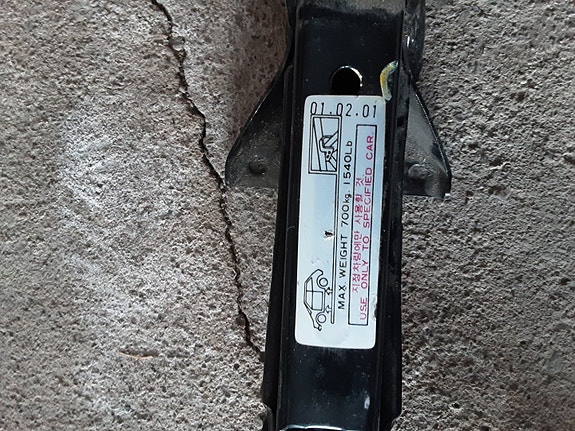 01.02.01
MAX. WEIGHT 700kg. 1540Lb
지정차량에만 사용할 것
USE ONLY TO SPECIFIED CAR